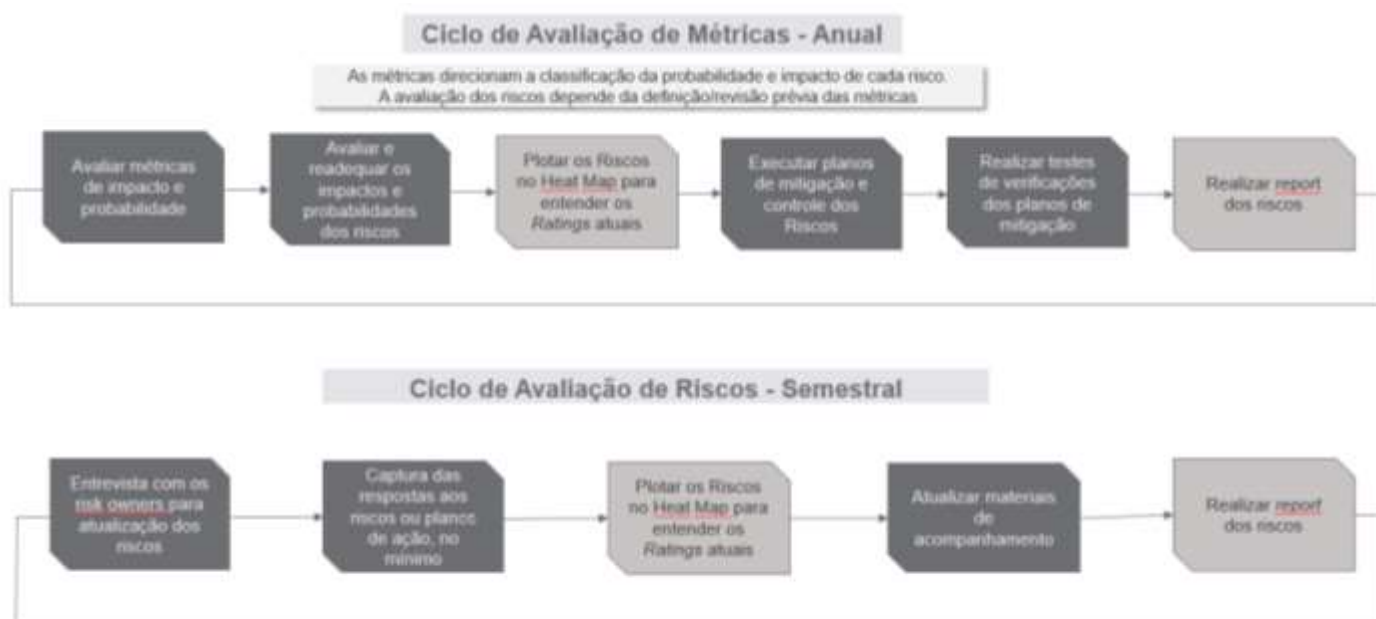 Ciclo de Avaliação de Métricas - Anual
As métricas direcionam a classificação da probabilidade e impacto de cada risco.
A avaliação dos riscos depende da definição/revisão prévia das métricas
Avaliar métricas
de impacto e
probabilidade
Avaliar e
readequar os
impactos e
probabilidades
dos riscos
Plotar os Riscos
no Heat Map para
entender os
Ratings atuais
Executar planos
de mitigação e
controle dos
Riscos
Realizar testes
de verificações
dos planos de
mitigação
Realizar report
dos riscos
Ciclo de Avaliação de Riscos - Semestral
Entrevista com os
risk owners para
atualização dos
riscos
Captura das
respostas aos
riscos ou planos
de ação, no
mínimo
Plotar os Riscos
no Heat Map para
entender os
Ratings atuais
Atualizar materiais
de
acompanhamento
Realizar report
dos riscos